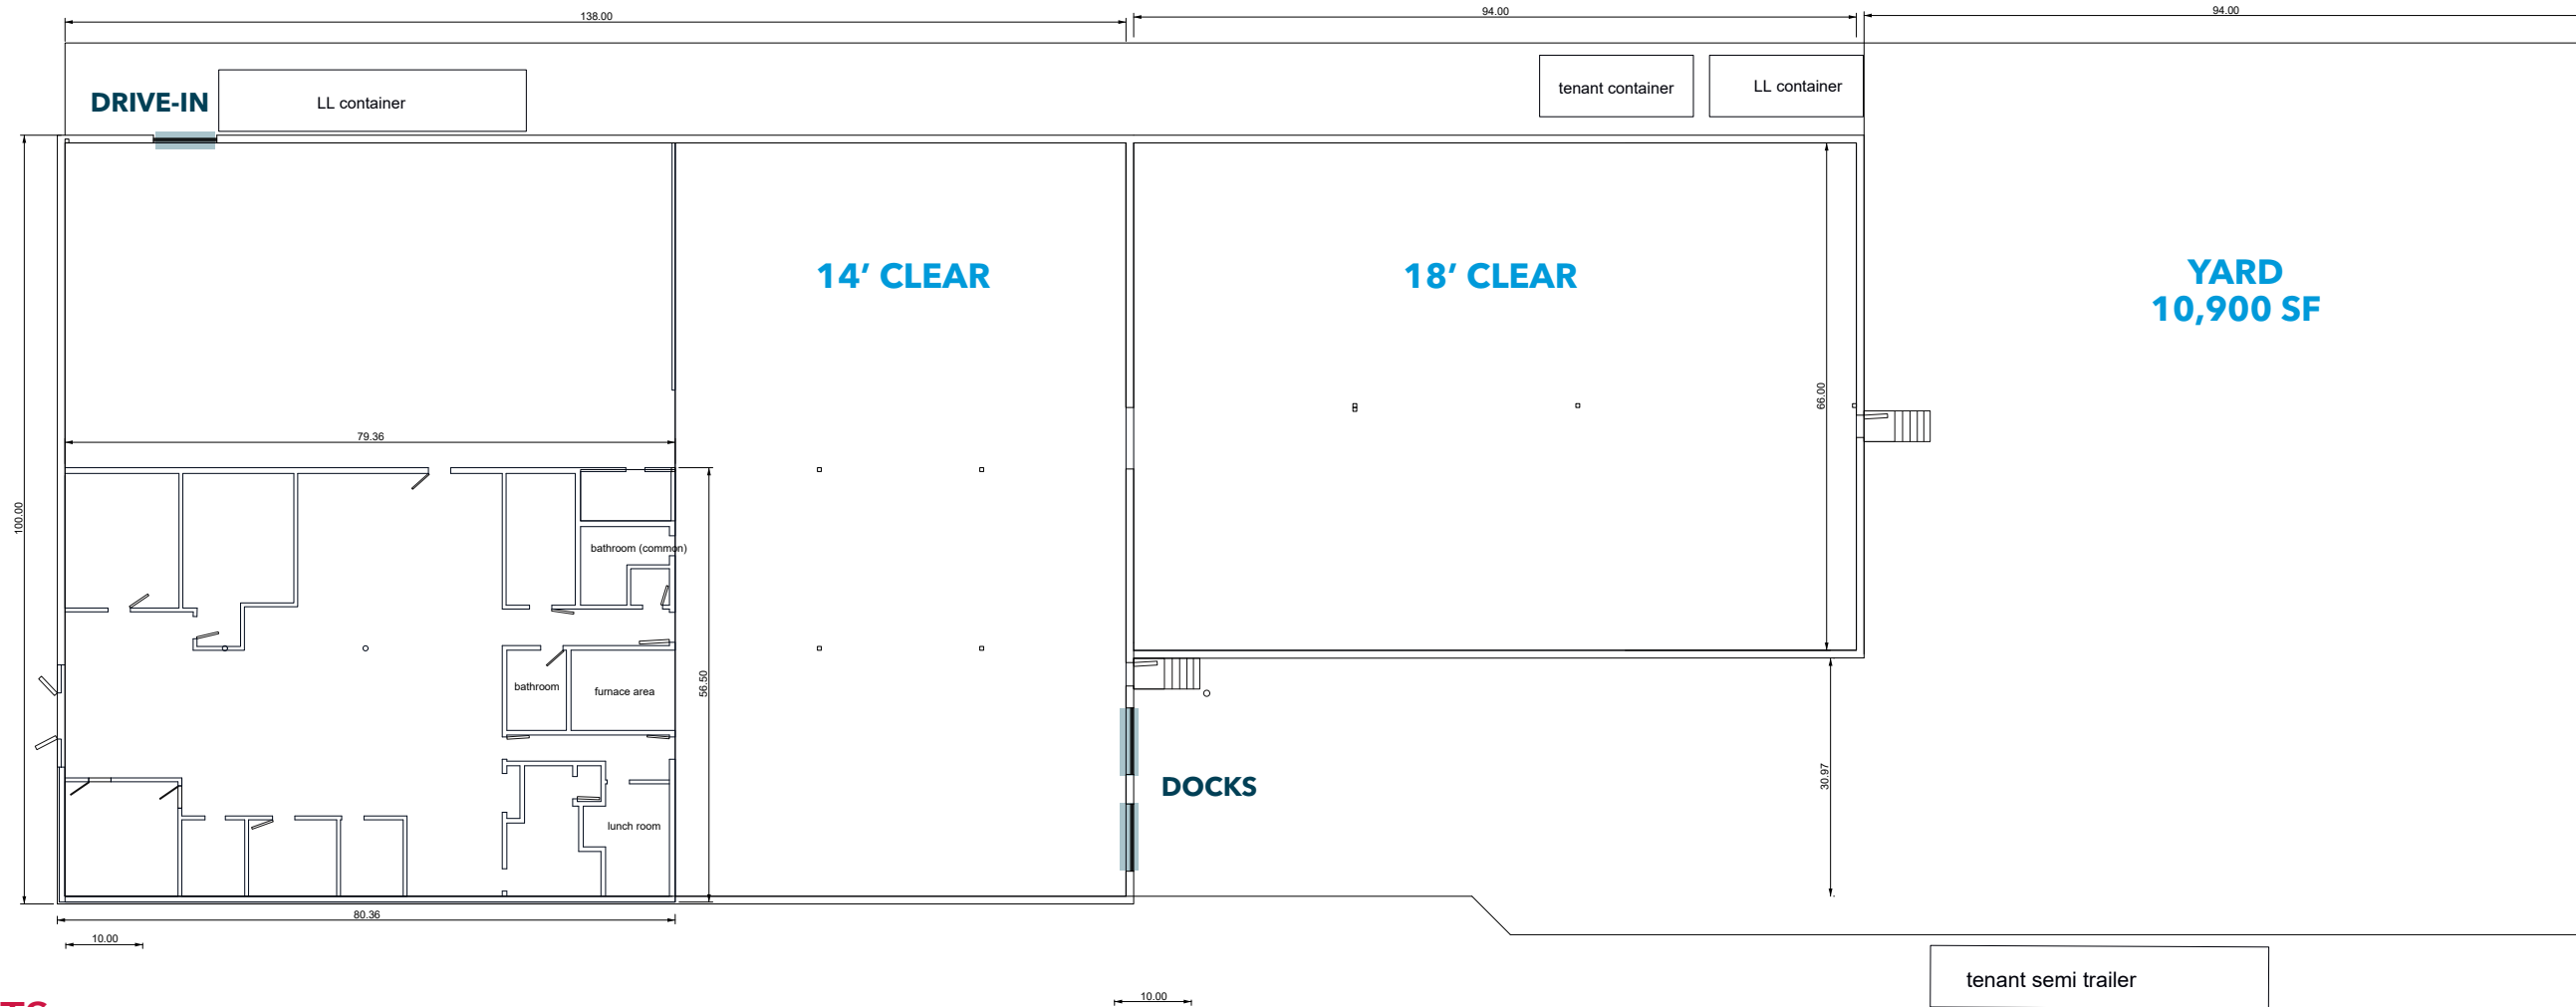 138.00
94.00
94.00
DRIVE-IN
LL container
tenant container
LL container
14’ CLEAR
18’ CLEAR
YARD
10,900 SF
66.00
79.36
100.00
bathroom (common)
56.50
bathroom
furnace area
30.97
DOCKS
lunch room
80.36
10.00
tenant semi trailer
10.00